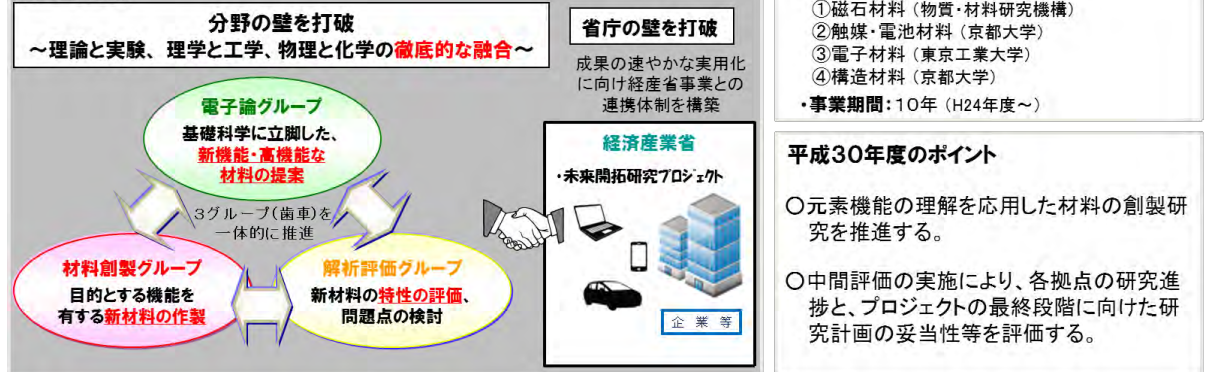 分野の壁を打破
~理論と実験、理学と工学、物理と化学の徹底的な融合~
電子論グループ
基礎科学に立脚した、
新機能・高機能な
材料の提案
3グループ(歯車)を
一体的に推進
材料創製グループ
目的とする機能を
有する新材料の作製
解析評価グループ
新材料の特性の評価、
問題点の検討
省庁の壁を打破
成果の速やかな実用化
に向け経産省事業との
連携体制を構築
経済産業省
・未来開拓研究プロジェクト
企業等
①磁石材料(物質・材料研究機構)
②触媒・電池材料(京都大学)
③電子材料(東京工業大学)
④構造材料(京都大学)
・事業期間:10年(H24年度~)
平成30年度のポイント
○元素機能の理解を応用した材料の創製研
究を推進する。
○中間評価の実施により、各拠点の研究進
捗と、プロジェクトの最終段階に向けた研
究計画の妥当性等を評価する。